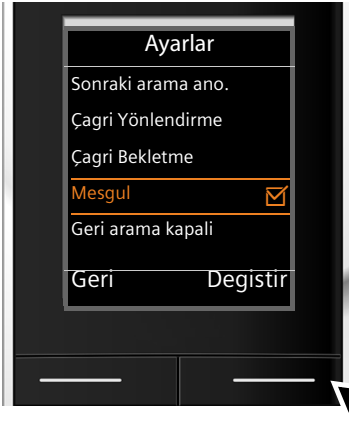 Ayarlar
Sonraki arama ano.
Çagri Yönlendirme
Çagri Bekletme
Mesgul
Geri arama kapali
Geri Degistir